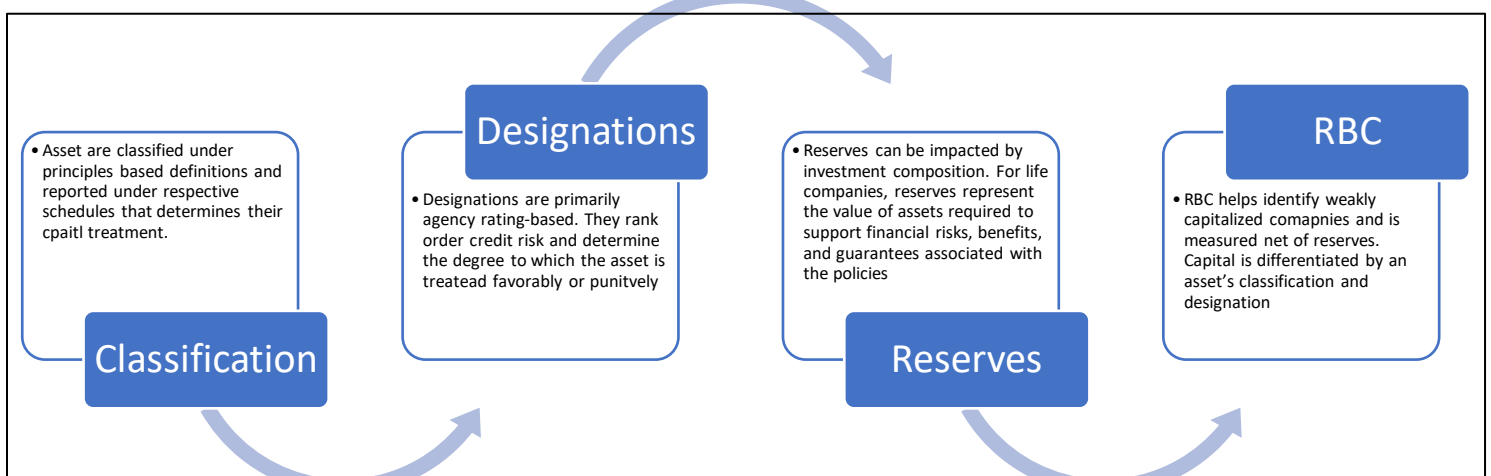 • Asset are classified under
principles based definitions and
reported under respective
schedules that determines their
cpaitl treatment.
Classification
Designations
• Designations are primarily
agency rating-based. They rank
order credit risk and determine
the degree to which the asset is
treatead favorably or punitvely
• Reserves can be impacted by
investment composition. For life
companies, reserves represent
the value of assets required to
support financial risks, benefits,
and guarantees associated with
the policies
Reserves
RBC
• RBC helps identify weakly
capitalized comapnies and is
measured net of reserves.
Capital is differentiated by an
asset’s classification and
designation